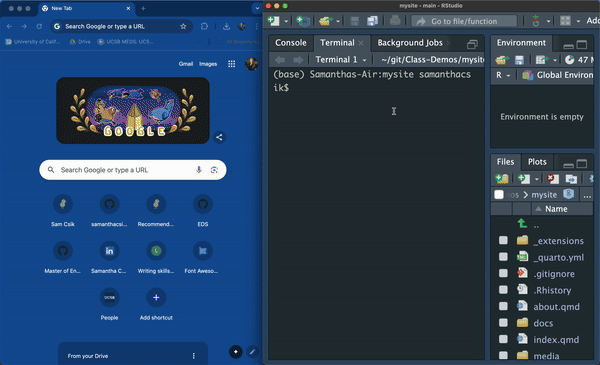 New Tab
Search Google or type a URL
University of Calif...
Drive
UCSB MEDS: UCS...
Gmail
Images
GOOGLE
Search Google or type a URL
Sam Csik
samanthacsi...
Recommend...
EDS
Master of En...
Samantha C...
Writing skills...
Font Aweso...
People
Add shortcut
From your Drive
mysite - main - RStudio
Go to file/function
Console
Terminal
Background Jobs
Terminal 1
~/git/Class-Demos/mysite
(base) Samanthas-Air:mysite samanthacs
ik$
Environment
47 M
R
Global Environ
Environment is empty
Files
Plots
mysite
Name
..
_extensions
_quarto.yml
.gitignore
.Rhistory
about.qmd
docs
index.qmd
media